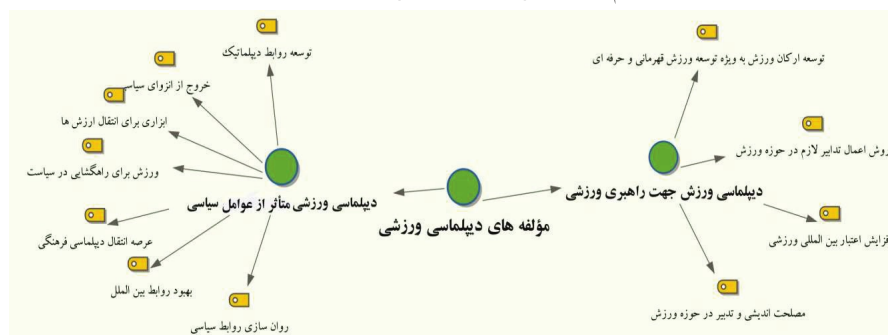 توسعه روابط دیپلماتیک
خروج از انزوای سیاسی
ابزاری برای انتقال ارزش ها
ورزش برای راهگشایی در سیاست
دیپلماسی ورزشی متأثر از عوامل سیاسی
عرصه انتقال دیپلماسی فرهنگی
بهبود روابط بین الملل
روان سازی روابط سیاسی
مؤلفه های دیپلماسی ورزشی
توسعه ارکان ورزش به ویژه توسعه ورزش قهرمانی و حرفه ای
روش اعمال تدابیر لازم در حوزه ورزش
دیپلماسی ورزش جهت راهبری ورزشی
افزایش اعتبار بین المللی ورزشی
مصلحت اندیشی و تدبیر در حوزه ورزش